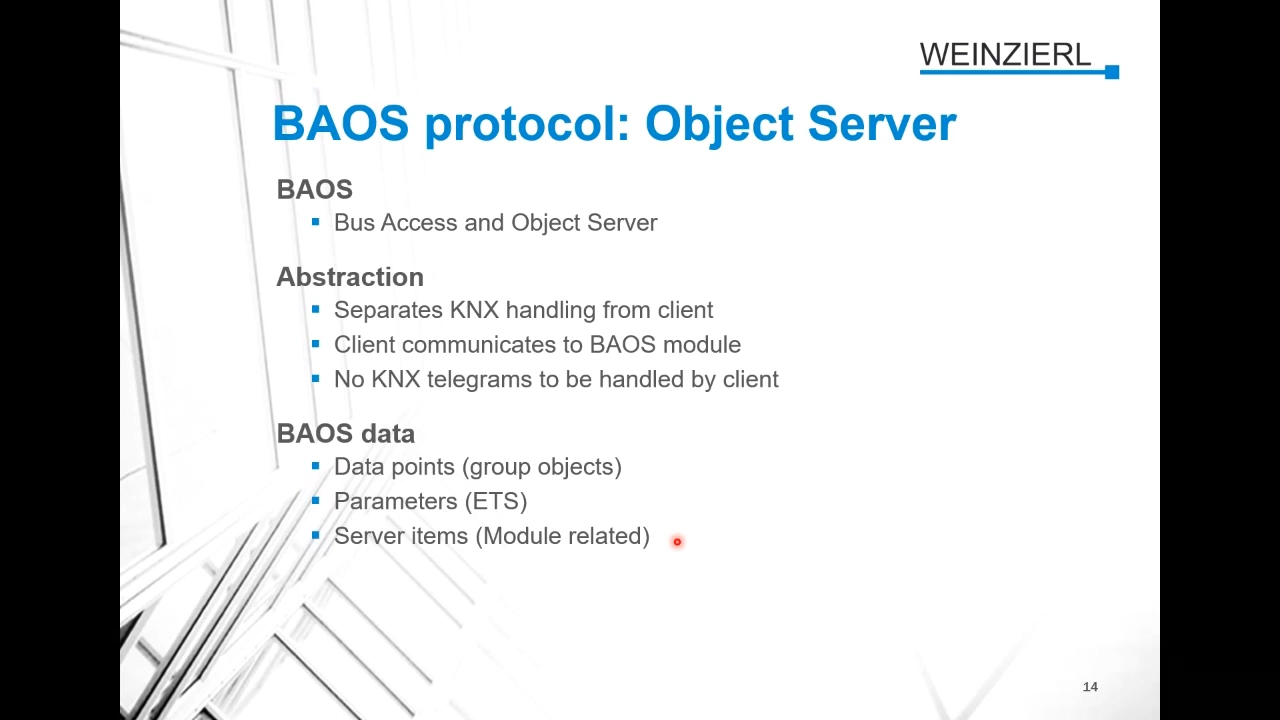 WEINZIERL
BAOS protocol: Object Server
BAOS
Bus Access and Object Server
Abstraction
Separates KNX handling from client
Client communicates to BAOS module
No KNX telegrams to be handled by client
BAOS data
Data points (group objects)
Parameters (ETS)
Server items (Module related)
14